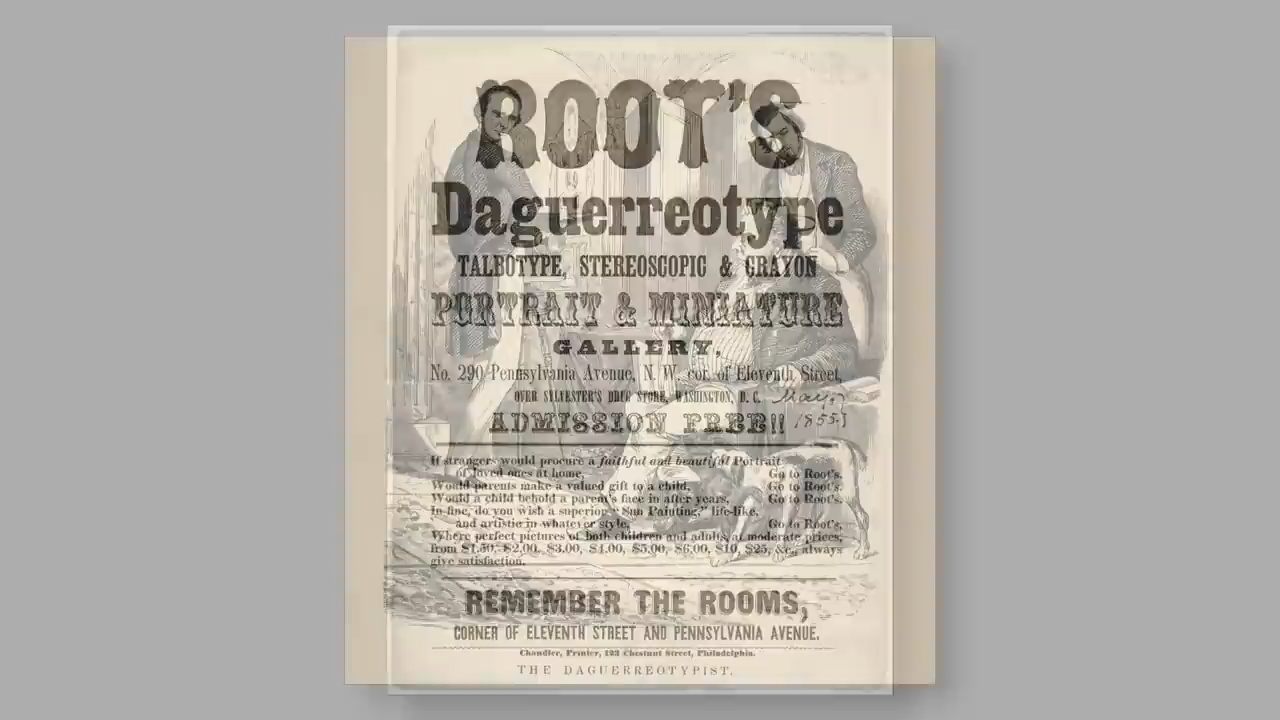 ROOT'S
Daguerreotype
TALBOTYPE, STEREOSCOPIC & CRAYON
PORTRAIT & MINIATURE
GALLERY,
No. 290 Pennsylvania Avenue, N. W. cor. of Eleventh Street,
OVER SYLVESTER'S DRUG STORE, WASHINGTON, D. C.
ADMISSION FREE!!
1855]
If strangers would procure a faithful and beautiful Portrait
of loved ones at home, Go to Root's.
Would parents make a valued gift to a child, Go to Root's.
Would a child behold a parent's face in after years, Go to Root's.
In fine, do you wish a superior "Sun Painting," life-like,
and artistic in whatever style, Go to Root's,
Where perfect pictures of both children and adults, at moderate prices,
from $1.50, $2.00, $3.00, $4.00, $5.00, $6.00, $10, $25, &c., always
give satisfaction.
REMEMBER THE ROOMS,
CORNER OF ELEVENTH STREET AND PENNSYLVANIA AVENUE.
Chandler, Printer, 123 Chestnut Street, Philadelphia.
THE DAGUERREOTYPIST.